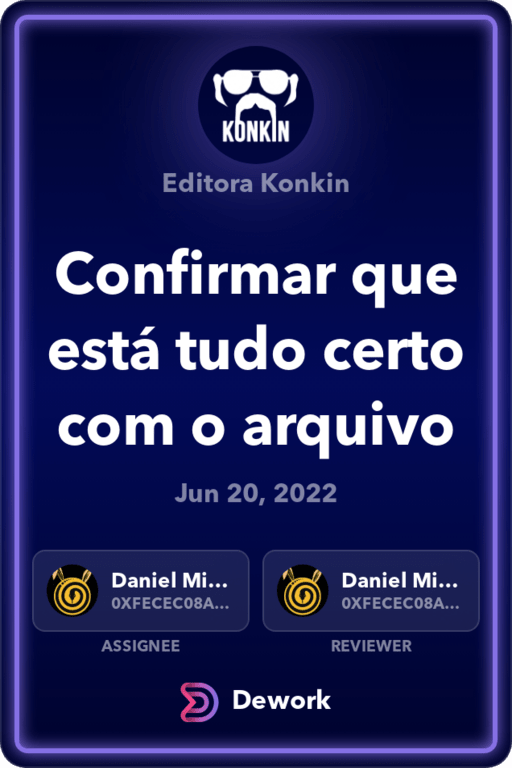 KONKIN
Editora Konkin
Confirmar que
está tudo certo
com o arquivo
Jun 20, 2022
Daniel Mi...
0XFECEC08A...
ASSIGNEE
Daniel Mi...
0XFECEC08A...
REVIEWER
Dework